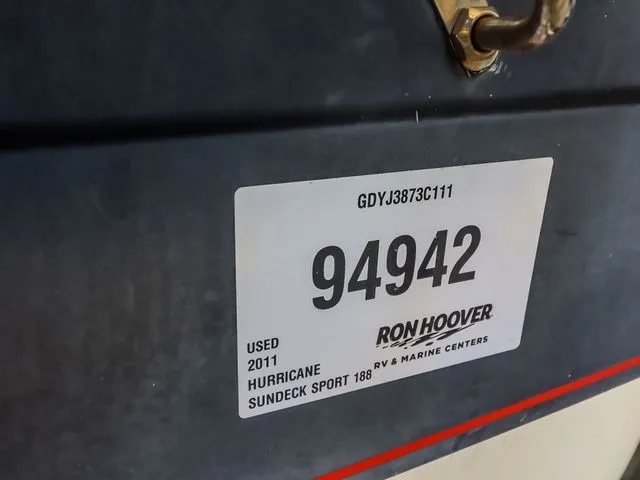 GDYJ3873C111
94942
USED
2011
HURRICANE
SUNDECK SPORT 188
RON HOOVER
RV & MARINE CENTERS